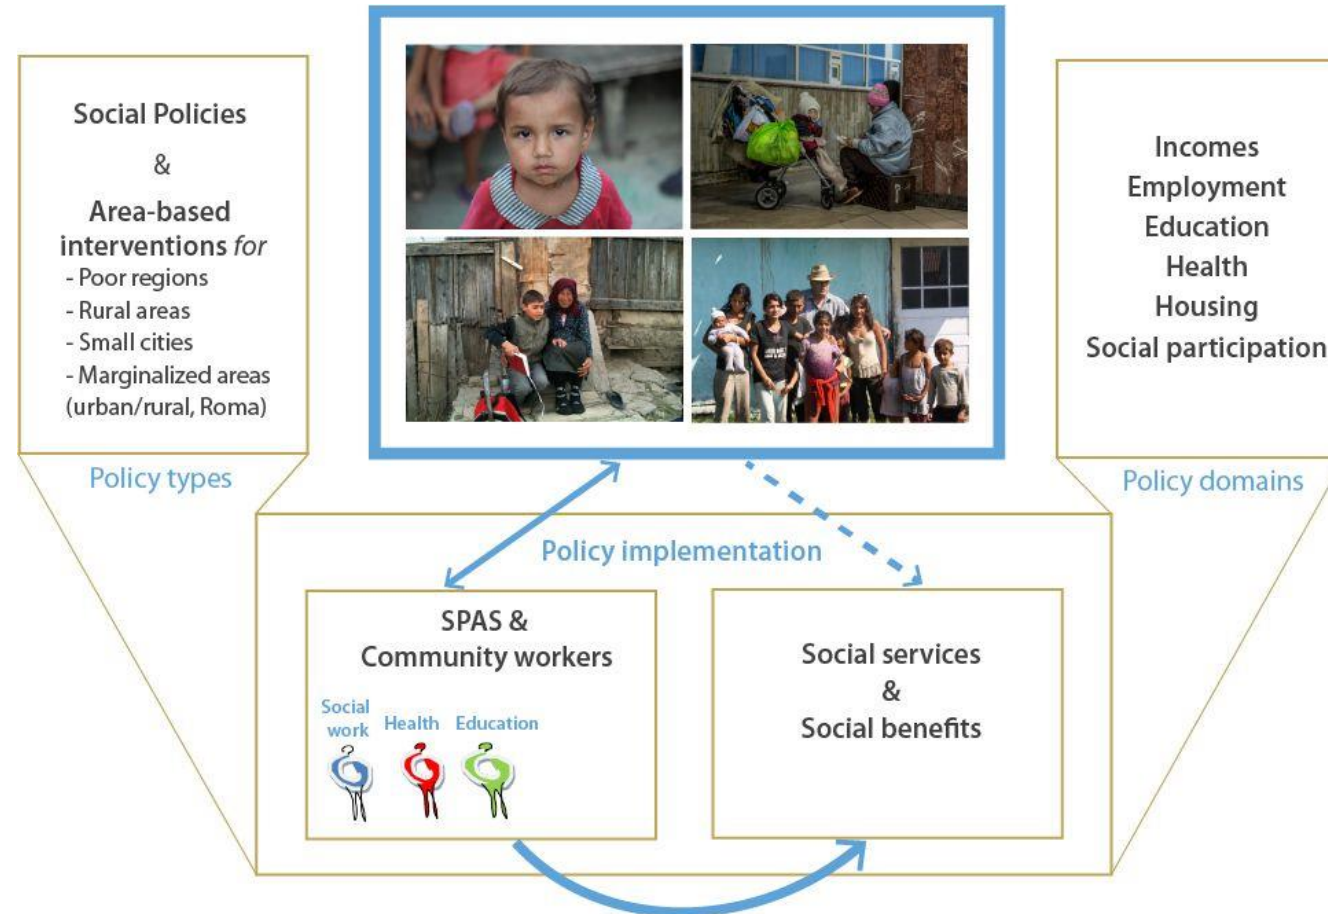 Social Policies
&
Area-based
interventions for
- Poor regions
- Rural areas
- Small cities
- Marginalized areas
(urban/rural, Roma)
Policy types
Incomes
Employment
Education
Health
Housing
Social participation
Policy domains
Policy implementation
SPAS &
Community workers
Social
work
Health
Education
Social services
&
Social benefits